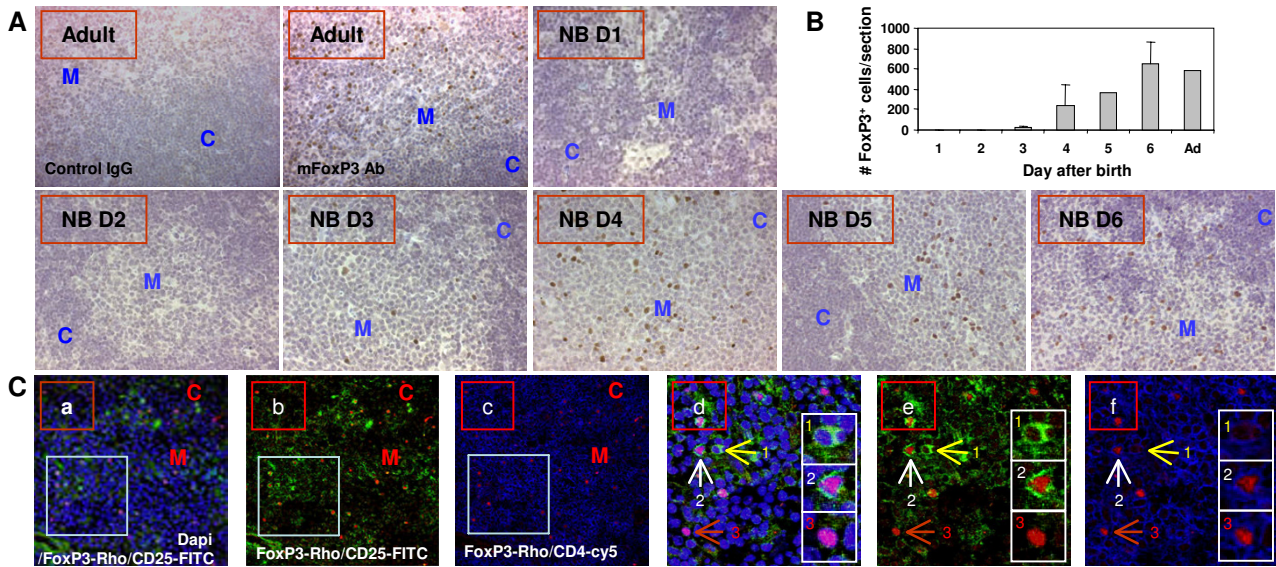 A
Adult
M
C
Control IgG
Adult
M
C
mFoxP3 Ab
NB D1
M
C
B
# FoxP3+ cells/section
1000
800
600
400
200
0
1 2 3 4 5 6 Ad
Day after birth
NB D2
M
C
NB D3
C
M
NB D4
C
M
NB D5
M
C
NB D6
C
M
C
a
C
M
Dapi
/FoxP3-Rho/CD25-FITC
b
C
M
FoxP3-Rho/CD25-FITC
c
C
M
FoxP3-Rho/CD4-cy5
d
1
2
3
1
2
3
e
1
2
3
1
2
3
f
1
2
3
1
2
3